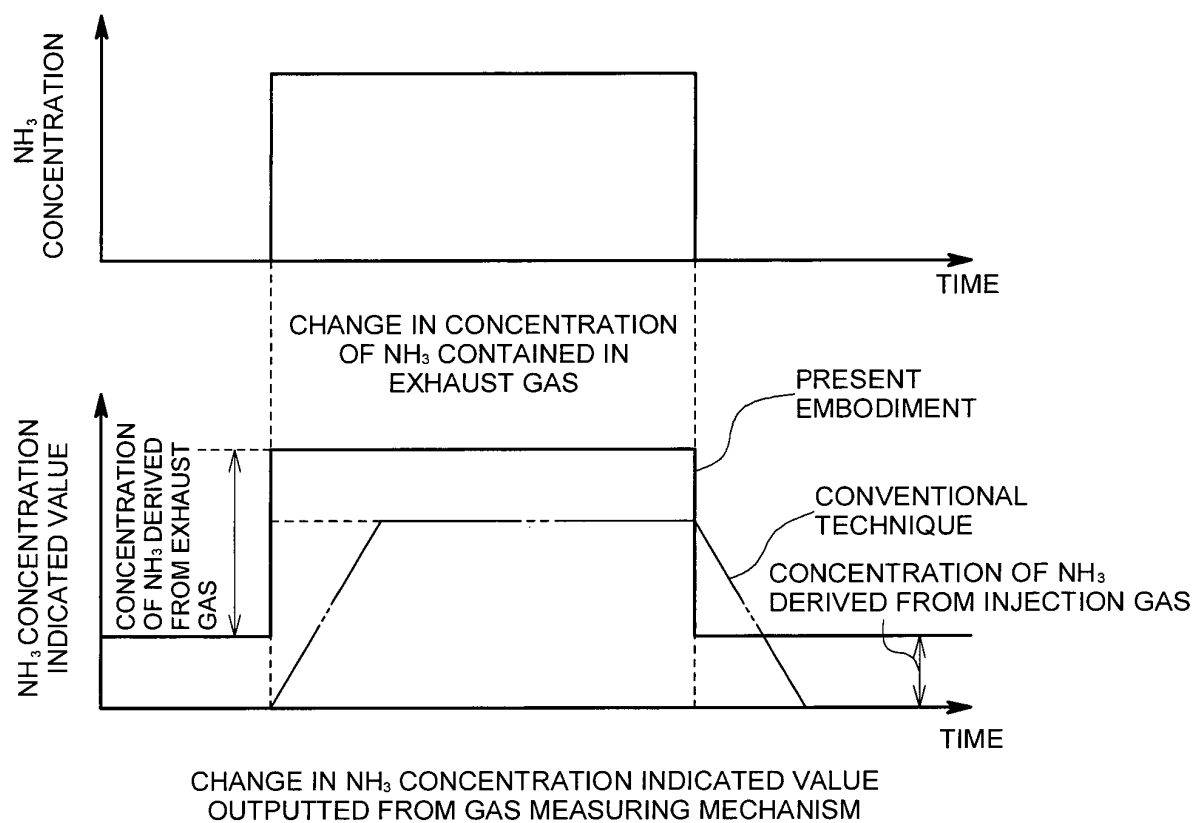 NH₃
CONCENTRATION
TIME
CHANGE IN CONCENTRATION
OF NH₃ CONTAINED IN
EXHAUST GAS
NH₃ CONCENTRATION
INDICATED VALUE
CONCENTRATION
OF NH₃ DERIVED
FROM EXHAUST
GAS
PRESENT
EMBODIMENT
CONVENTIONAL
TECHNIQUE
CONCENTRATION OF NH₃
DERIVED FROM INJECTION GAS
TIME
CHANGE IN NH₃ CONCENTRATION INDICATED VALUE
OUTPUTTED FROM GAS MEASURING MECHANISM